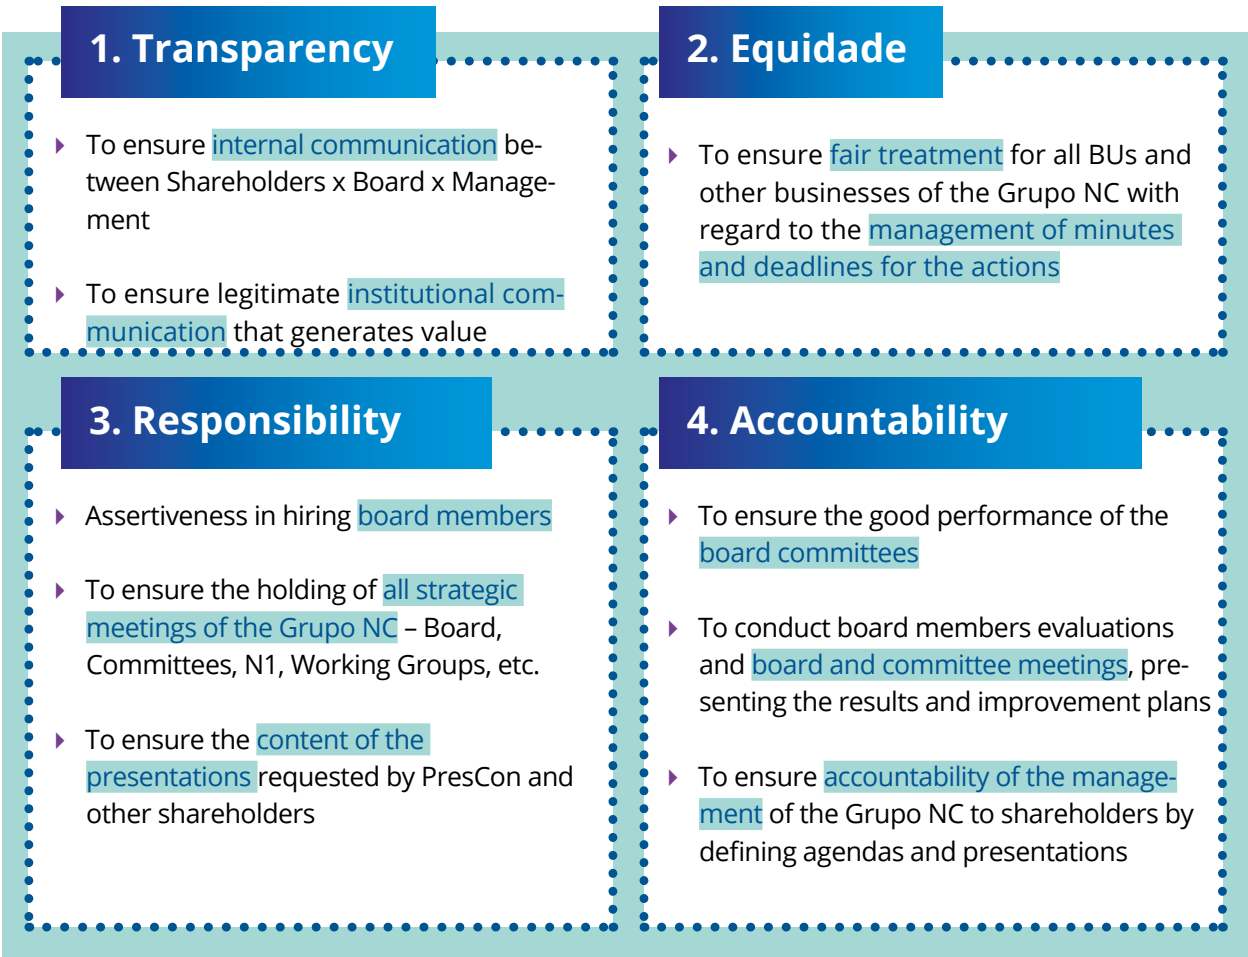 1. Transparency
To ensure internal communication be-
tween Shareholders x Board x Manage-
ment
To ensure legitimate institutional com-
munication that generates value
2. Equidade
To ensure fair treatment for all BUs and
other businesses of the Grupo NC with
regard to the management of minutes
and deadlines for the actions
3. Responsibility
Assertiveness in hiring board members
To ensure the holding of all strategic
meetings of the Grupo NC – Board,
Committees, N1, Working Groups, etc.
To ensure the content of the
presentations requested by PresCon and
other shareholders
4. Accountability
To ensure the good performance of the
board committees
To conduct board members evaluations
and board and committee meetings, pre-
senting the results and improvement plans
To ensure accountability of the manage-
ment of the Grupo NC to shareholders by
defining agendas and presentations